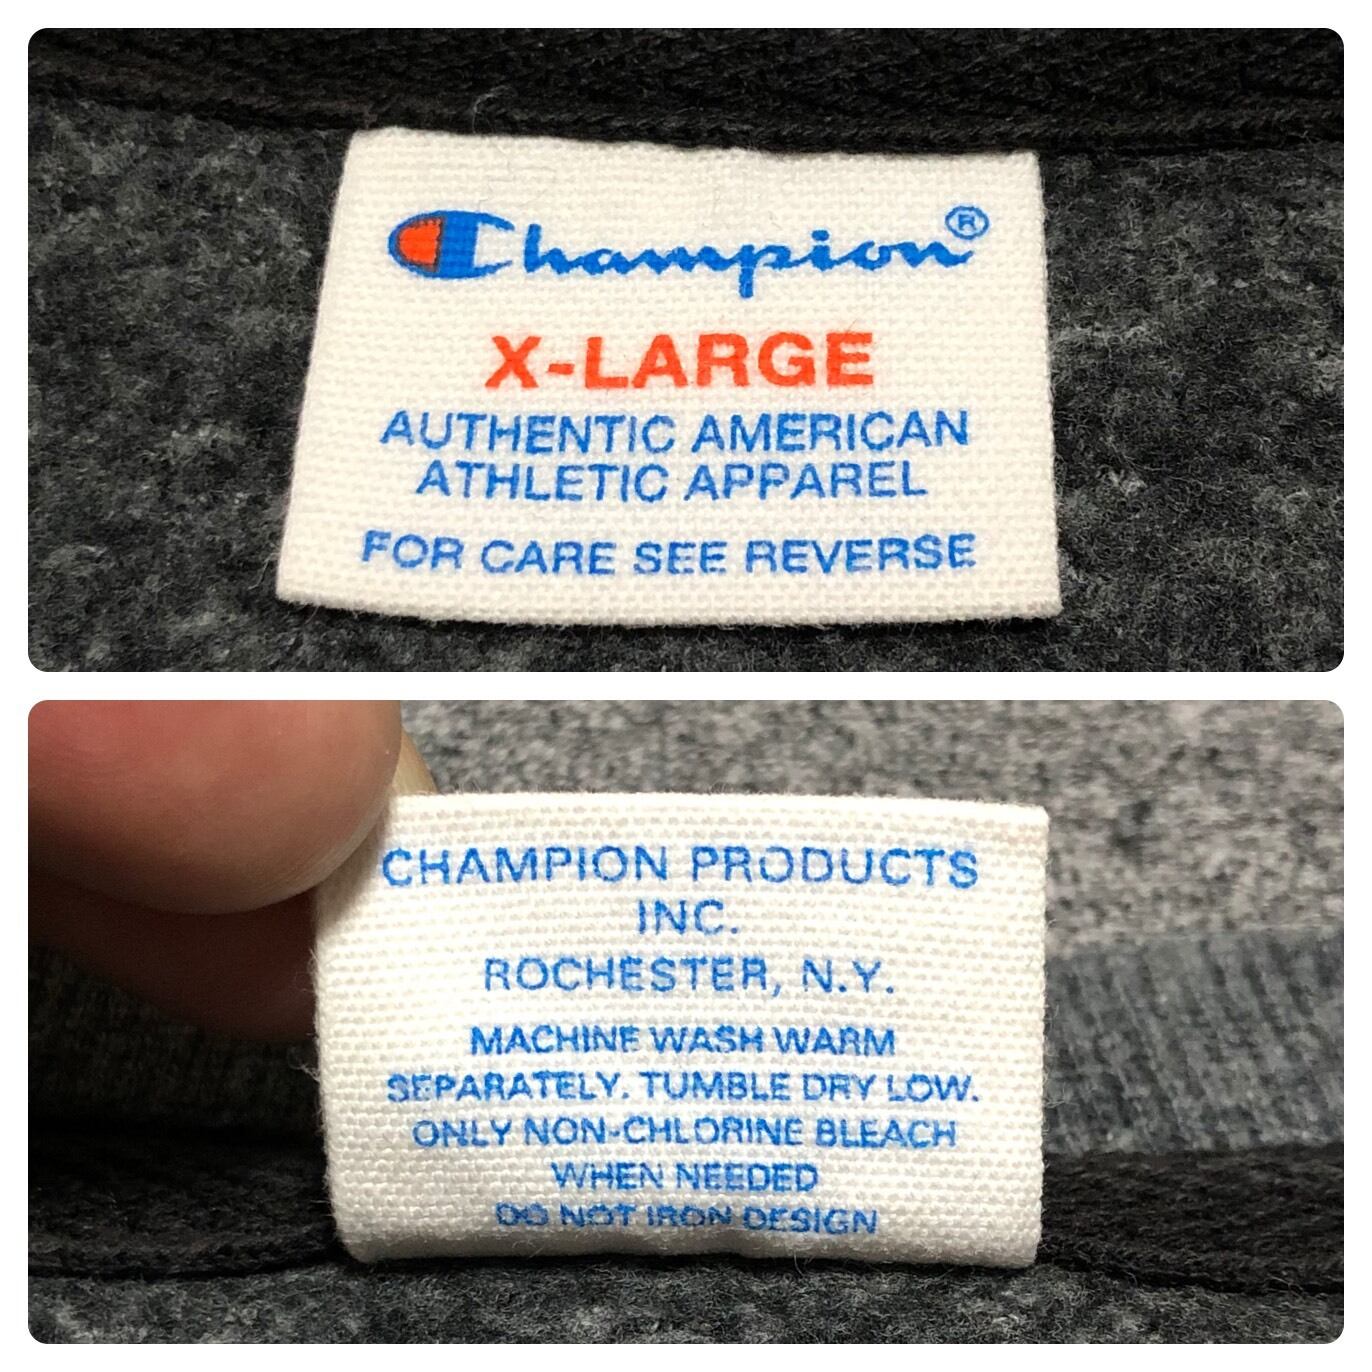 Champion®
X-LARGE
AUTHENTIC AMERICAN
ATHLETIC APPAREL
FOR CARE SEE REVERSE
CHAMPION PRODUCTS
INC.
ROCHESTER, N.Y.
MACHINE WASH WARM
SEPARATELY. TUMBLE DRY LOW.
ONLY NON-CHLORINE BLEACH
WHEN NEEDED
DO NOT IRON DESIGN